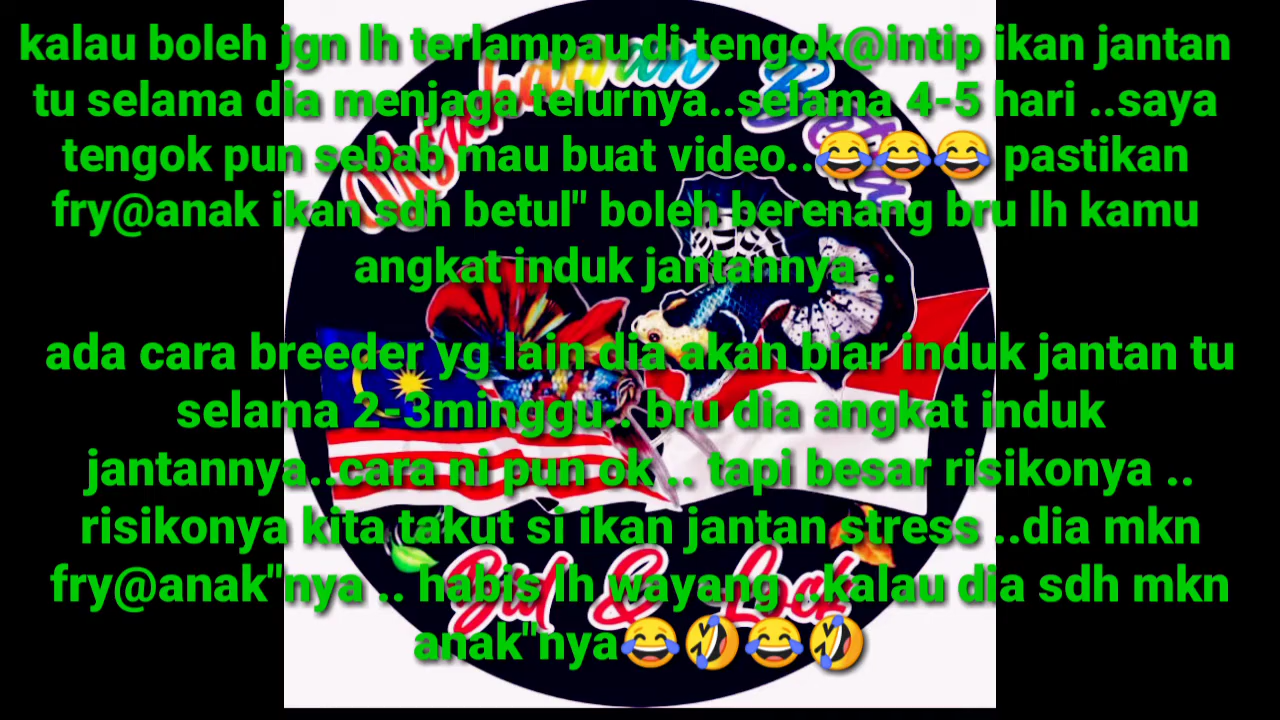 kalau boleh jgn lh terlampau di tengok@intip ikan jantan
tu selama dia menjaga telurnya..selama 4-5 hari ..saya
tengok pun sebab mau buat video..😂😂😂 pastikan
fry@anak ikan sdh betul" boleh berenang bru lh kamu
angkat induk jantannya ..
ada cara breeder yg lain dia akan biar induk jantan tu
selama 2-3minggu.. bru dia angkat induk
jantannya..cara ni pun ok .. tapi besar risikonya ..
risikonya kita takut si ikan jantan stress ..dia mkn
fry@anak"nya .. habis lh wayang ..kalau dia sdh mkn
anak"nya😂🤣😂🤣
Betta
Bid &